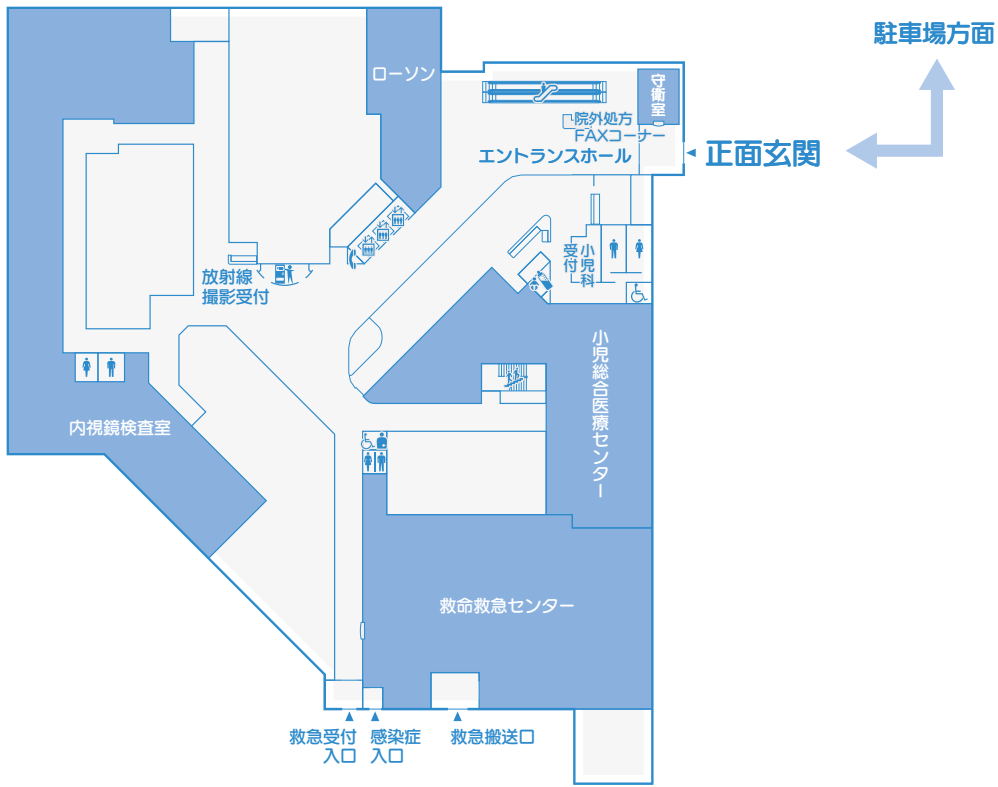 駐車場方面
ローソン
守衛室
院外処方
FAXコーナー
エントランスホール
正面玄関
小児科
受付
放射線
撮影受付
小児総合医療センター
内視鏡検査室
救命救急センター
救急受付
入口
感染症
入口
救急搬送口